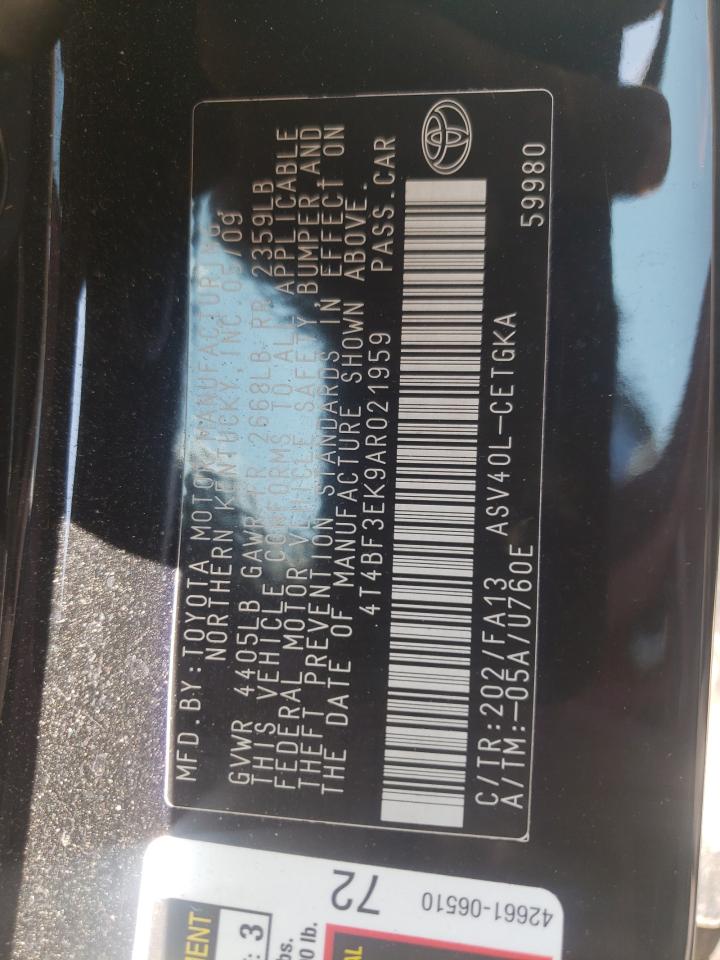 MFD.BY:TOYOTA MOTOR MANUFACTURING
NORTHERN KENTUCKY,INC 05/09
GVWR 4405LB GAWR FR 2668LB RR 2359LB
THIS VEHICLE CONFORMS TO ALL APPLICABLE
FEDERAL MOTOR VEHICLE SAFETY,BUMPER AND
THEFT PREVENTION STANDARDS IN EFFECT ON
THE DATE OF MANUFACTURE SHOWN ABOVE.
4T4BF3EK9AR021959 PASS.CAR
C/TR:202/FA13 ASV40L-CETGKA
A/TM:-05A/U760E 59980
72
42661-06510
: 3